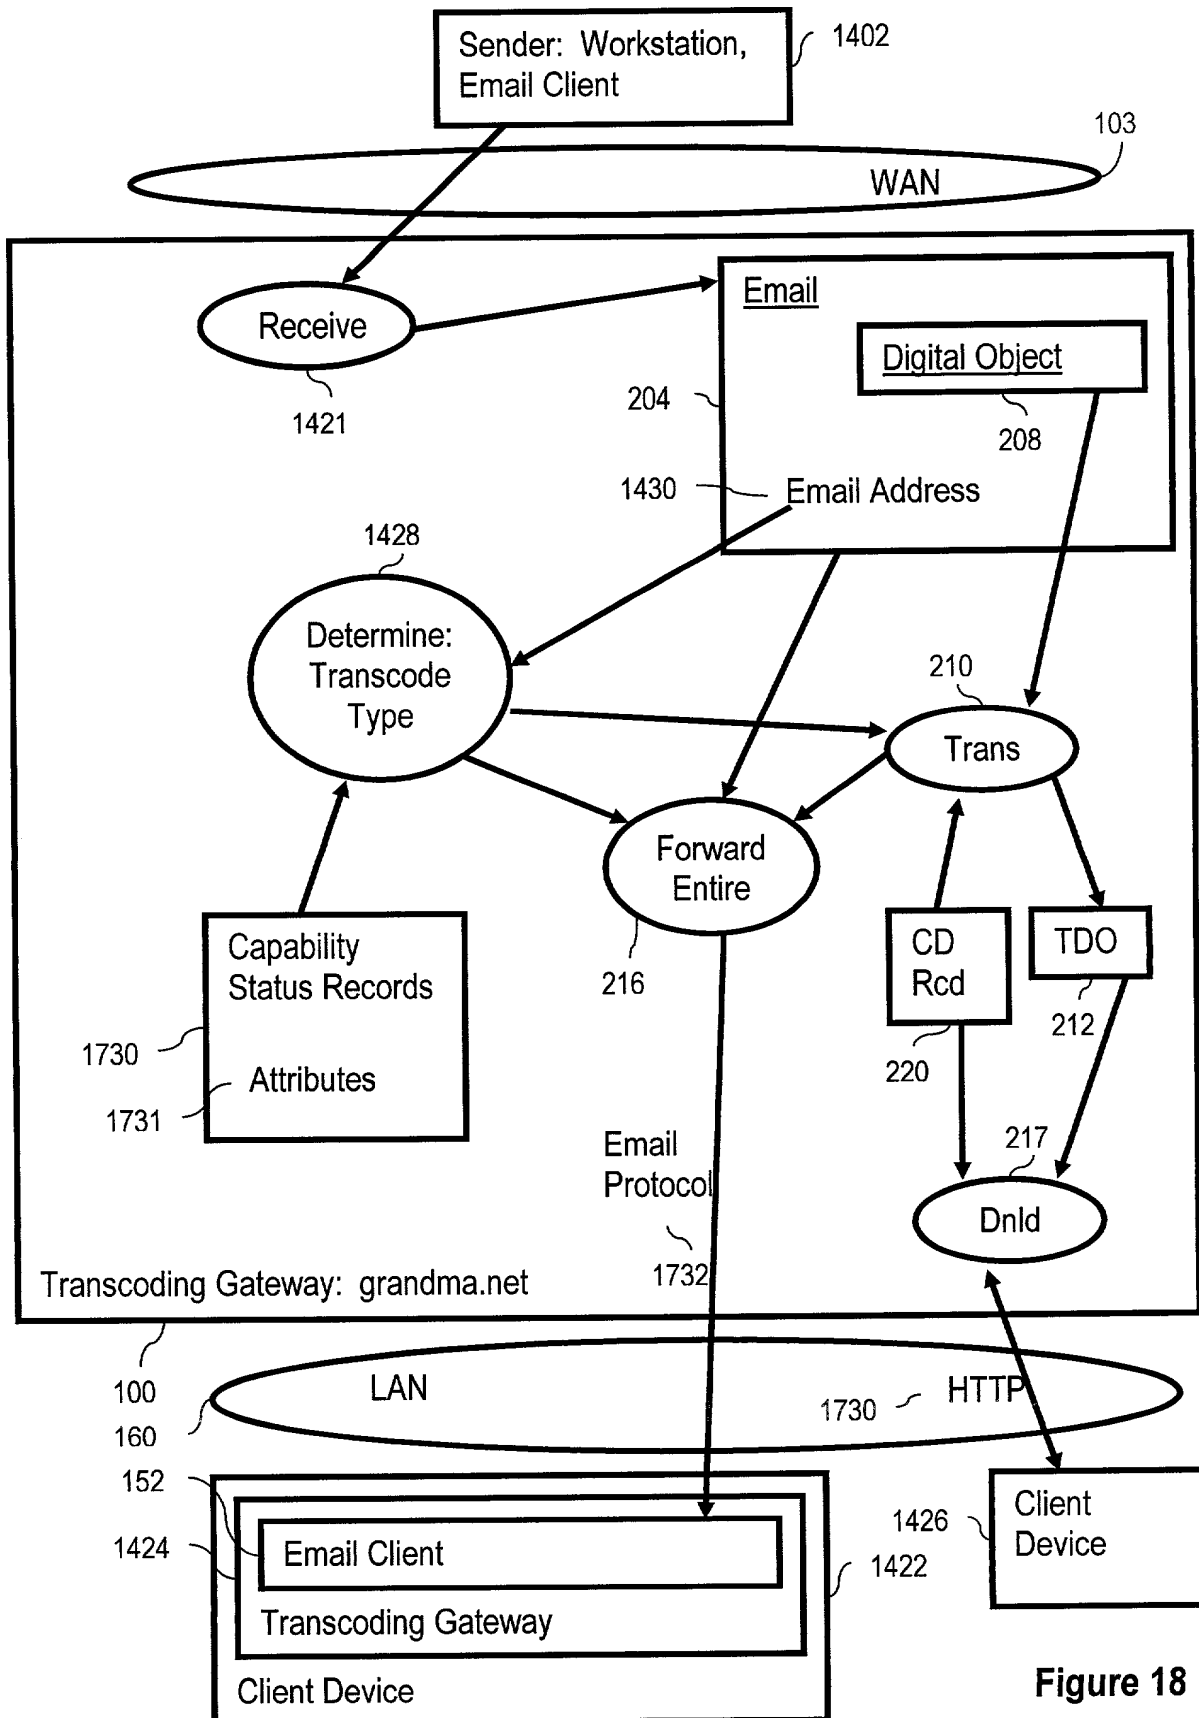 Sender: Workstation,
Email Client
1402
103
WAN
Email
Receive
Digital Object
204
1421
208
1430
Email Address
1428
Determine:
Transcode
Type
210
Trans
Forward
Entire
Capability
Status Records
CD
Rcd
TDO
216
212
1730
220
Attributes
1731
217
Email
Protocol
Dnld
1732
Transcoding Gateway: grandma.net
100
LAN
HTTP
1730
160
152
Client
Device
1426
1424
Email Client
1422
Transcoding Gateway
Client Device
Figure 18